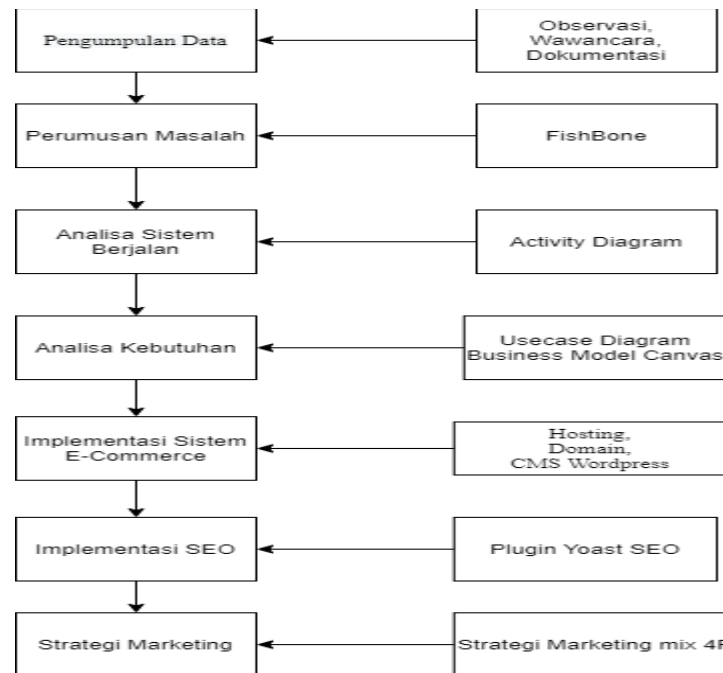 Pengumpulan Data
Observasi,
Wawancara,
Dokumentasi
Perumusan Masalah
FishBone
Analisa Sistem
Berjalan
Activity Diagram
Analisa Kebutuhan
Usecase Diagram
Business Model Canvas
Implementasi Sistem
E-Commerce
Hosting,
Domain,
CMS Wordpress
Implementasi SEO
Plugin Yoast SEO
Strategi Marketing
Strategi Marketing mix 4P